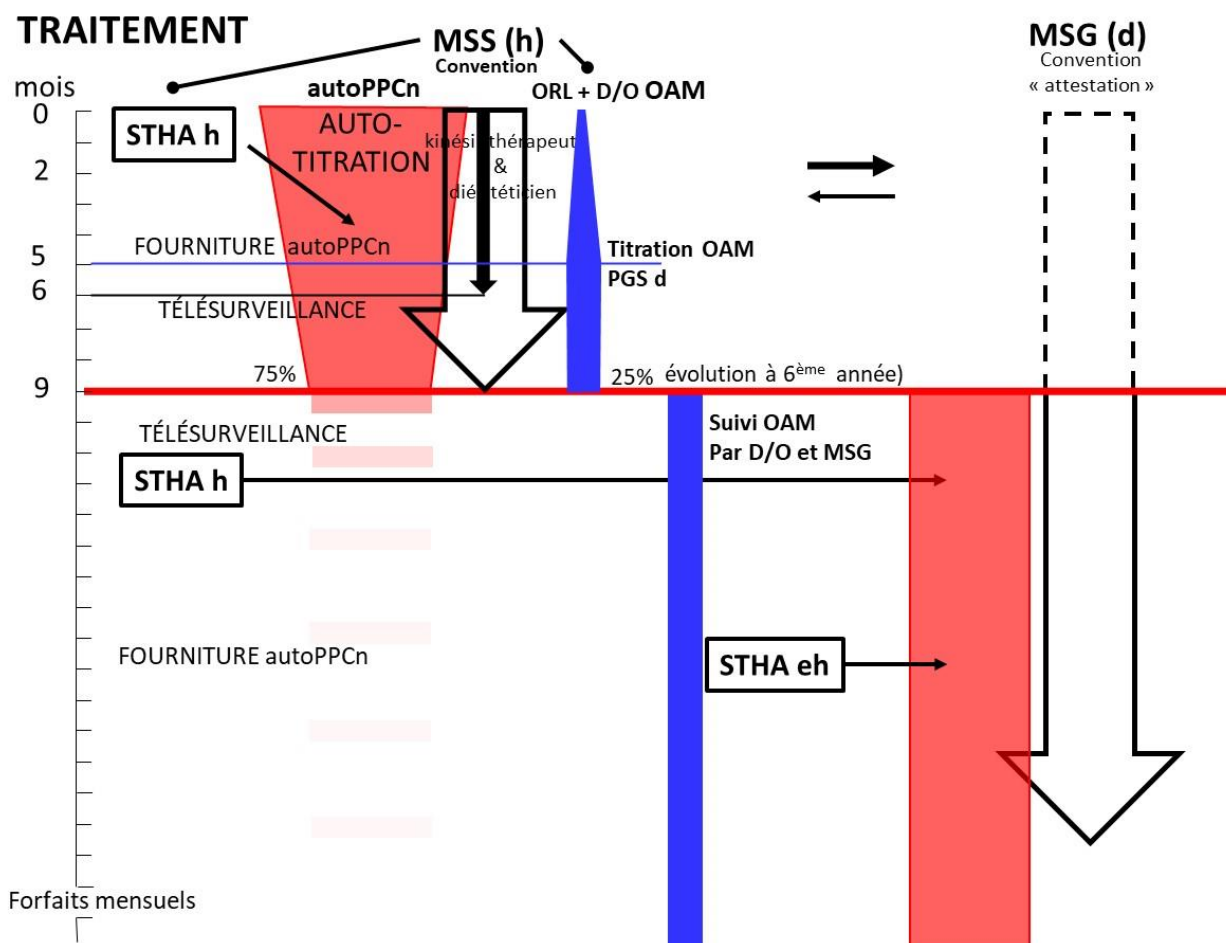 TRAITEMENT
MSS (h)
Convention
MSG (d)
Convention
« attestation »
mois
autoPPCn
ORL + D/O OAM
0
STHA h
AUTO-
TITRATION
kinésithérapeut
&
diététicien
2
FOURNITURE autoPPCn
5
Titration OAM
PGS d
6
TÉLÉSURVEILLANCE
75%
25% évolution à 6ème année)
9
TÉLÉSURVEILLANCE
Suivi OAM
Par D/O et MSG
STHA h
FOURNITURE autoPPCn
STHA eh
Forfaits mensuels